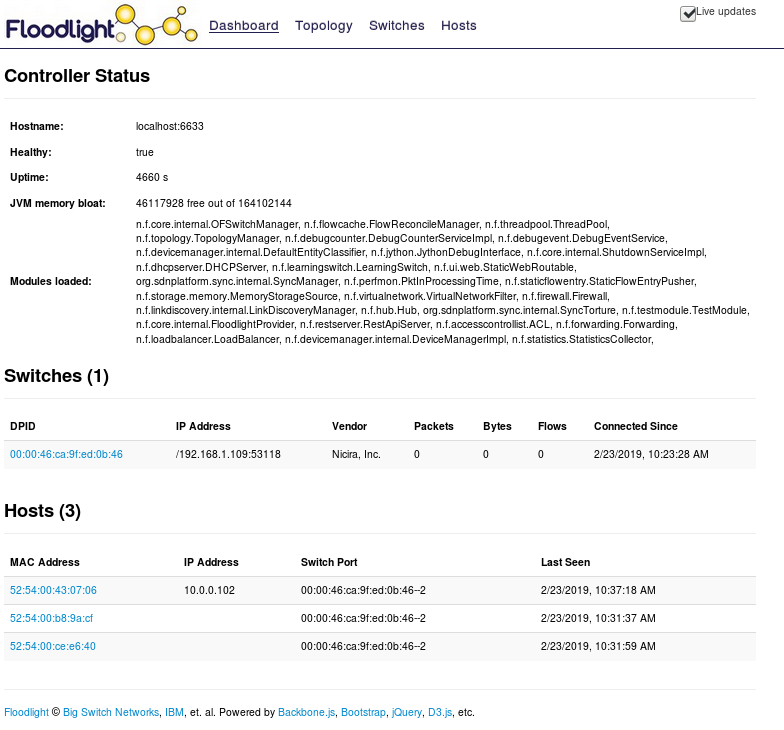 Floodlight Dashboard Topology Switches Hosts Live updates
Controller Status
Hostname: localhost:6633
Healthy: true
Uptime: 4660 s
JVM memory bloat: 46117928 free out of 164102144
Modules loaded:
n.f.core.internal.OFSwitchManager, n.f.flowcache.FlowReconcileManager, n.f.threadpool.ThreadPool,
n.f.topology.TopologyManager, n.f.debugcounter.DebugCounterServiceImpl, n.f.debugevent.DebugEventService,
n.f.devicemanager.internal.DefaultEntityClassifier, n.f.jython.JythonDebugInterface, n.f.core.internal.ShutdownServiceImpl,
n.f.dhcpserver.DHCPServer, n.f.learningswitch.LearningSwitch, n.f.ui.web.StaticWebRoutable,
org.sdnplatform.sync.internal.SyncManager, n.f.perfmon.PktInProcessingTime, n.f.staticflowentry.StaticFlowEntryPusher,
n.f.storage.memory.MemoryStorageSource, n.f.virtualnetwork.VirtualNetworkFilter, n.f.firewall.Firewall,
n.f.linkdiscovery.internal.LinkDiscoveryManager, n.f.hub.Hub, org.sdnplatform.sync.internal.SyncTorture, n.f.testmodule.TestModule,
n.f.core.internal.FloodlightProvider, n.f.restserver.RestApiServer, n.f.accesscontrollist.ACL, n.f.forwarding.Forwarding,
n.f.loadbalancer.LoadBalancer, n.f.devicemanager.internal.DeviceManagerImpl, n.f.statistics.StatisticsCollector,
Switches (1)
DPID IP Address Vendor Packets Bytes Flows Connected Since
00:00:46:ca:9f:ed:0b:46 /192.168.1.109:53118 Nicira, Inc. 0 0 0 2/23/2019, 10:23:28 AM
Hosts (3)
MAC Address IP Address Switch Port Last Seen
52:54:00:43:07:06 10.0.0.102 00:00:46:ca:9f:ed:0b:46--2 2/23/2019, 10:37:18 AM
52:54:00:b8:9a:cf 00:00:46:ca:9f:ed:0b:46--2 2/23/2019, 10:31:37 AM
52:54:00:ce:e6:40 00:00:46:ca:9f:ed:0b:46--2 2/23/2019, 10:31:59 AM
Floodlight © Big Switch Networks, IBM, et. al. Powered by Backbone.js, Bootstrap, jQuery, D3.js, etc.